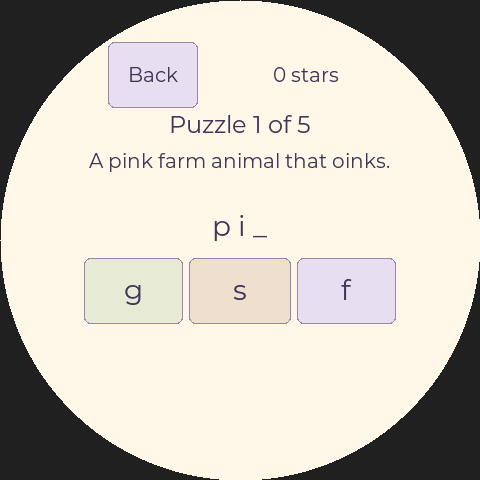 Back
0 stars
Puzzle 1 of 5
A pink farm animal that oinks.
p i _
g s f